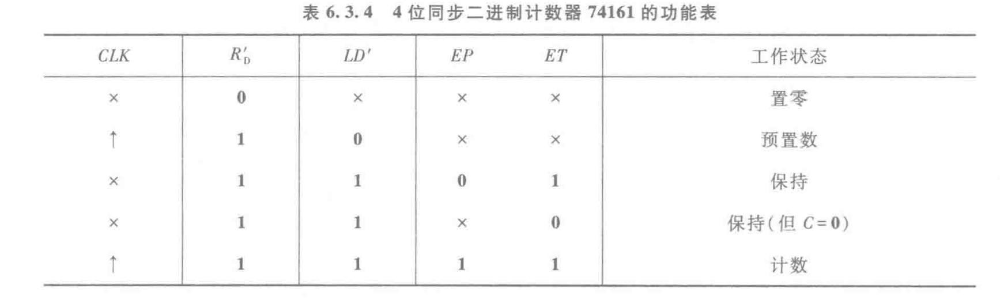 表 6.3.4 4 位同步二进制计数器 74161 的功能表
CLK R′D LD′ EP ET 工作状态
× 0 × × × 置零
↑ 1 0 × × 预置数
× 1 1 0 1 保持
× 1 1 × 0 保持(但 C=0)
↑ 1 1 1 1 计数